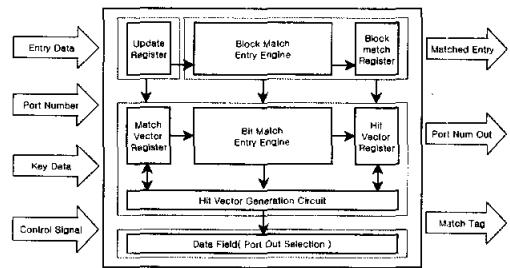 Entry Data
Port Number
Key Data
Control Signal
Update
Register
Block Match
Entry Engine
Block
match
Register
Match
Vector
Register
Bit Match
Entry Engine
Hit
Vector
Register
Hit Vector Generation Circuit
Data Field( Port Out Selection )
Matched Entry
Port Num Out
Match Tag